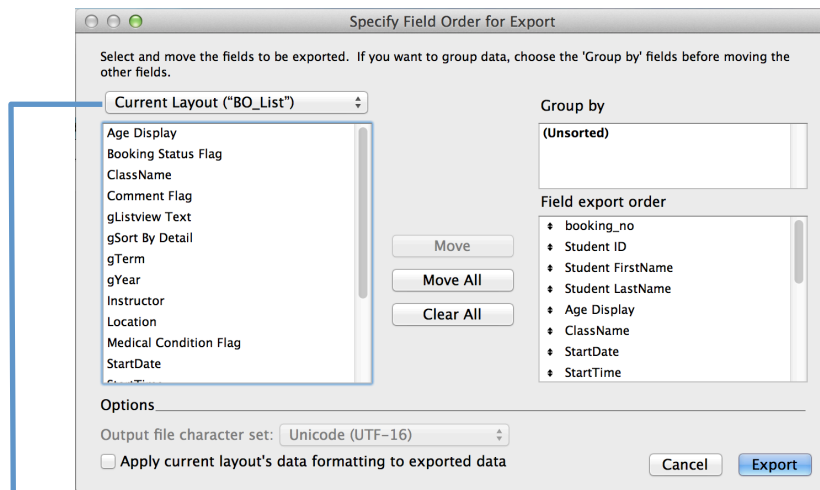 Specify Field Order for Export
Select and move the fields to be exported.  If you want to group data, choose the 'Group by' fields before moving the
other fields.
Current Layout (“BO_List”)
Age Display
Booking Status Flag
ClassName
Comment Flag
gListview Text
gSort By Detail
gTerm
gYear
Instructor
Location
Medical Condition Flag
StartDate
StartTime
Move
Move All
Clear All
Group by
(Unsorted)
Field export order
booking_no
Student ID
Student FirstName
Student LastName
Age Display
ClassName
StartDate
StartTime
Options
Output file character set: Unicode (UTF-16)
Apply current layout's data formatting to exported data
Cancel
Export